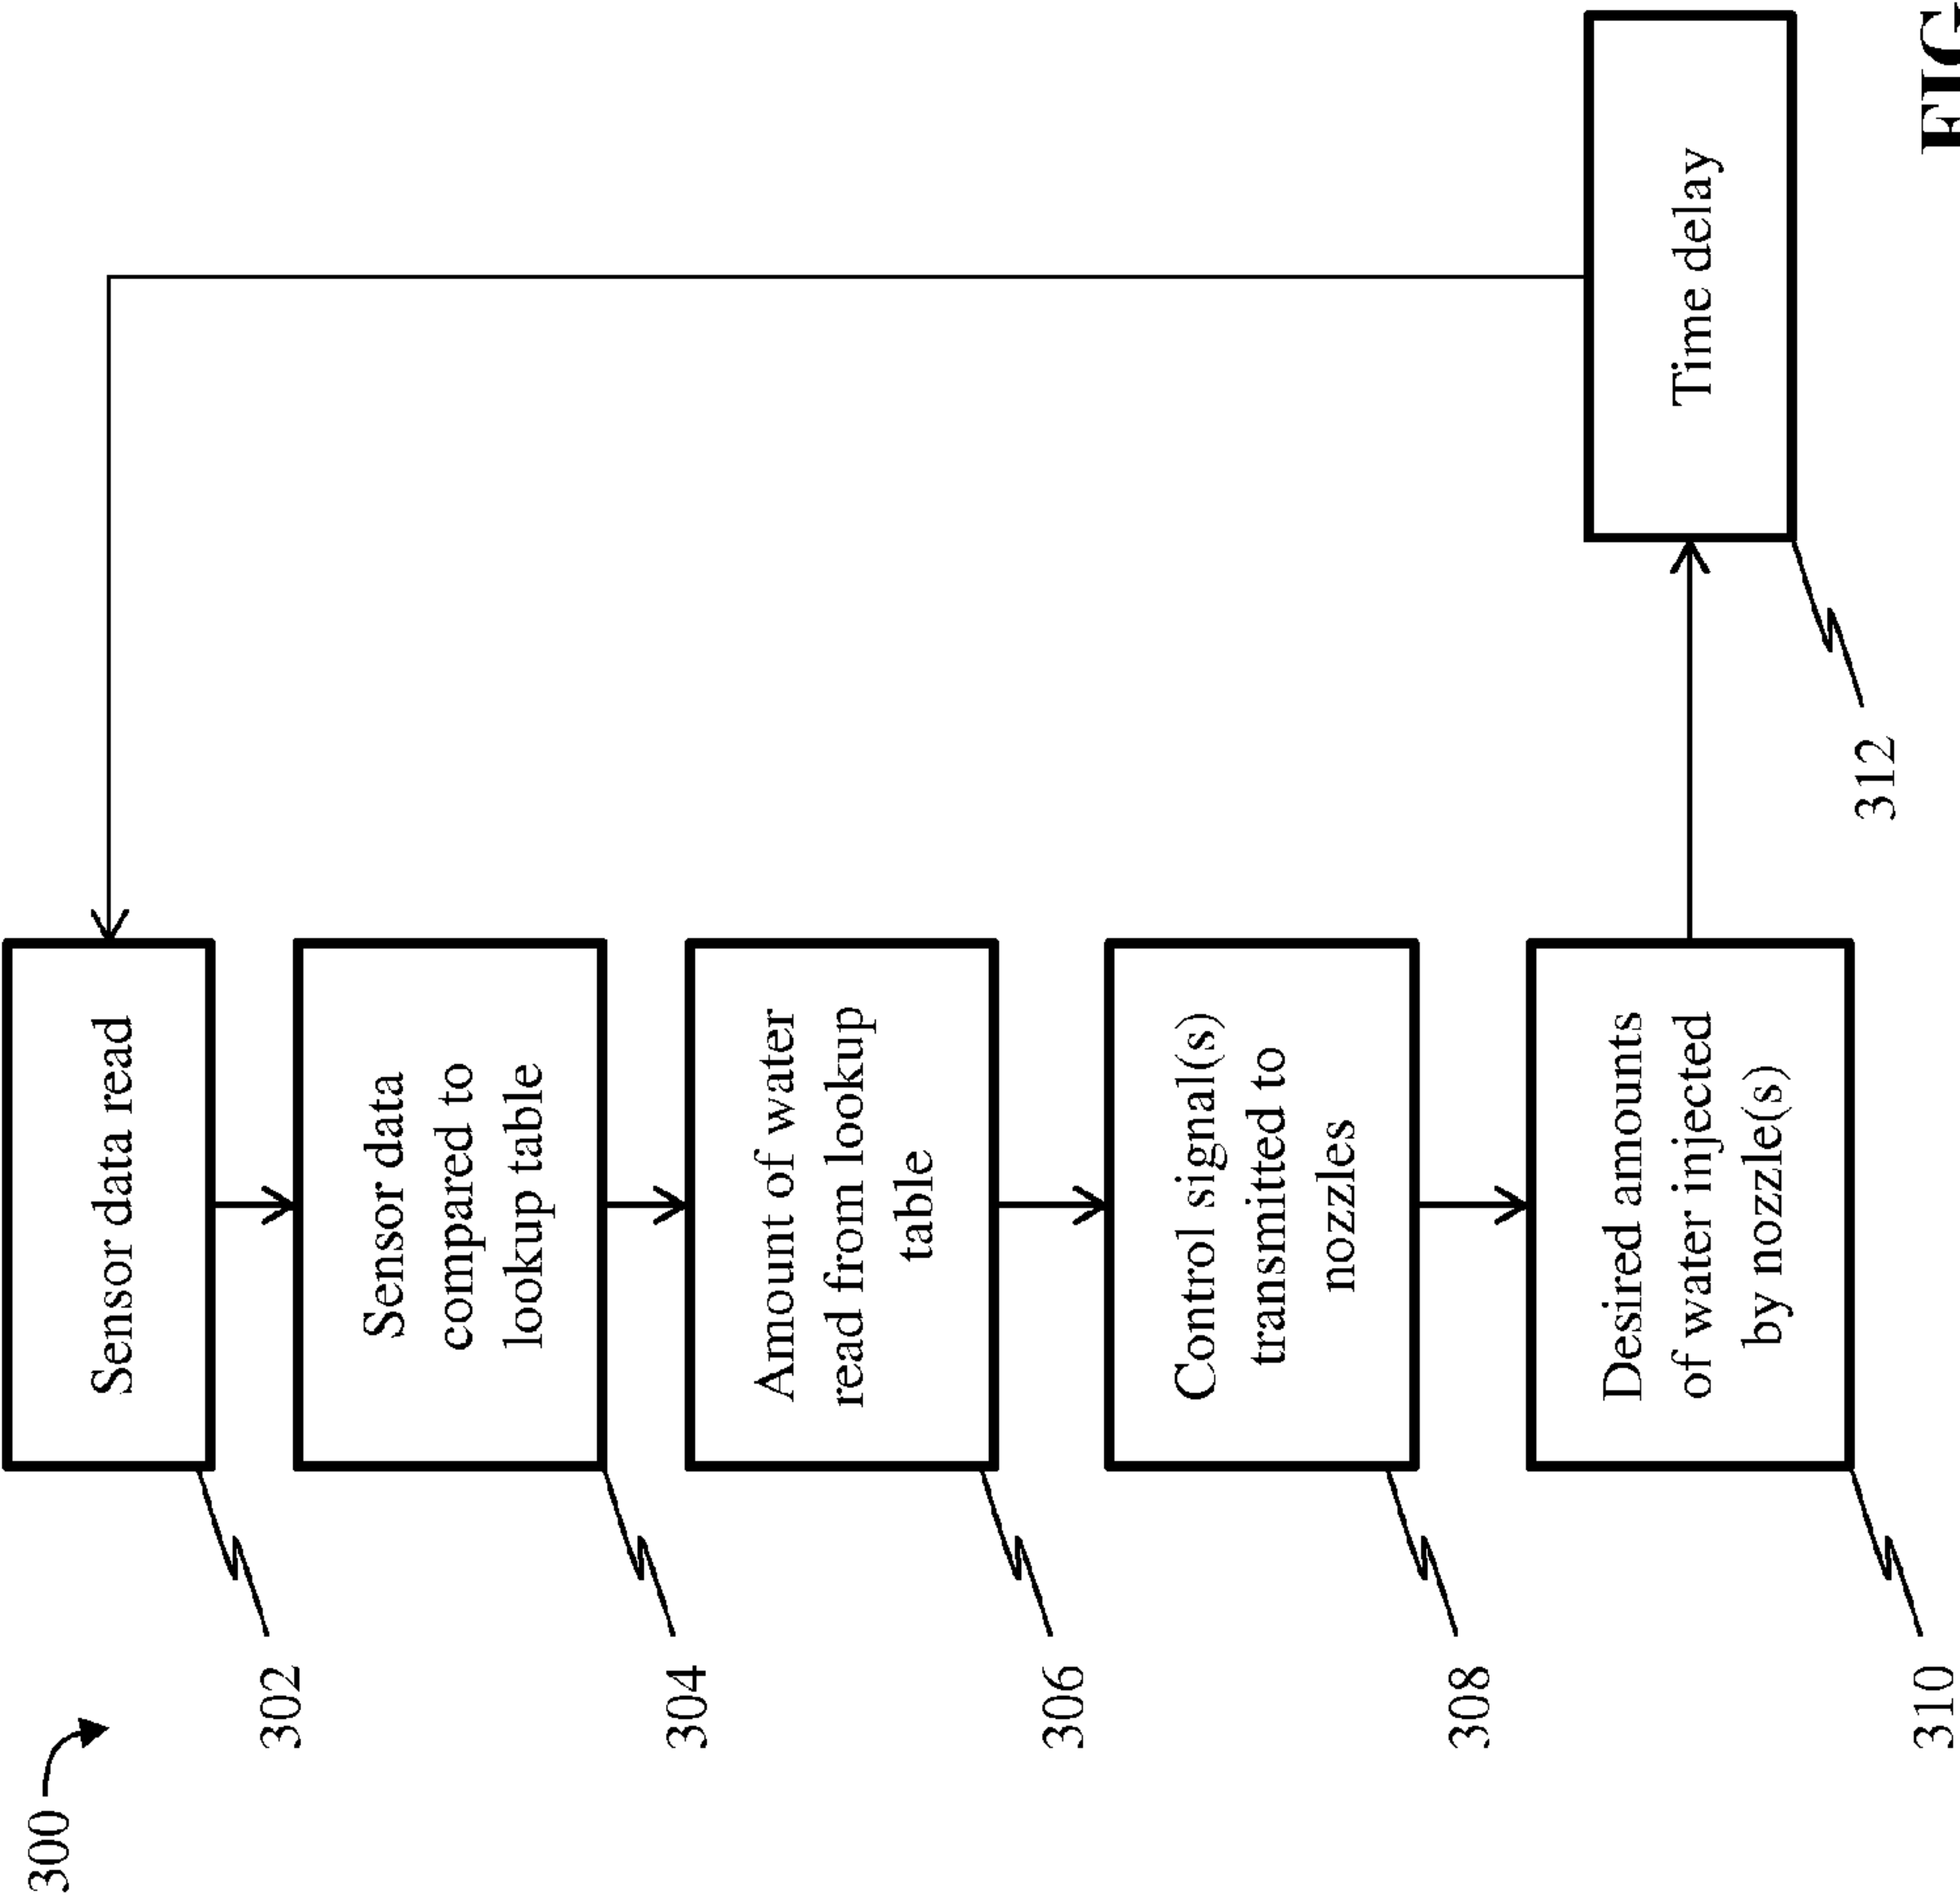 300
Sensor data read
302
Sensor data
compared to
lookup table
304
Amount of water
read from lookup
table
306
Control signal(s)
transmitted to
nozzles
308
Desired amounts
of water injected
by nozzle(s)
310
Time delay
312
FIG